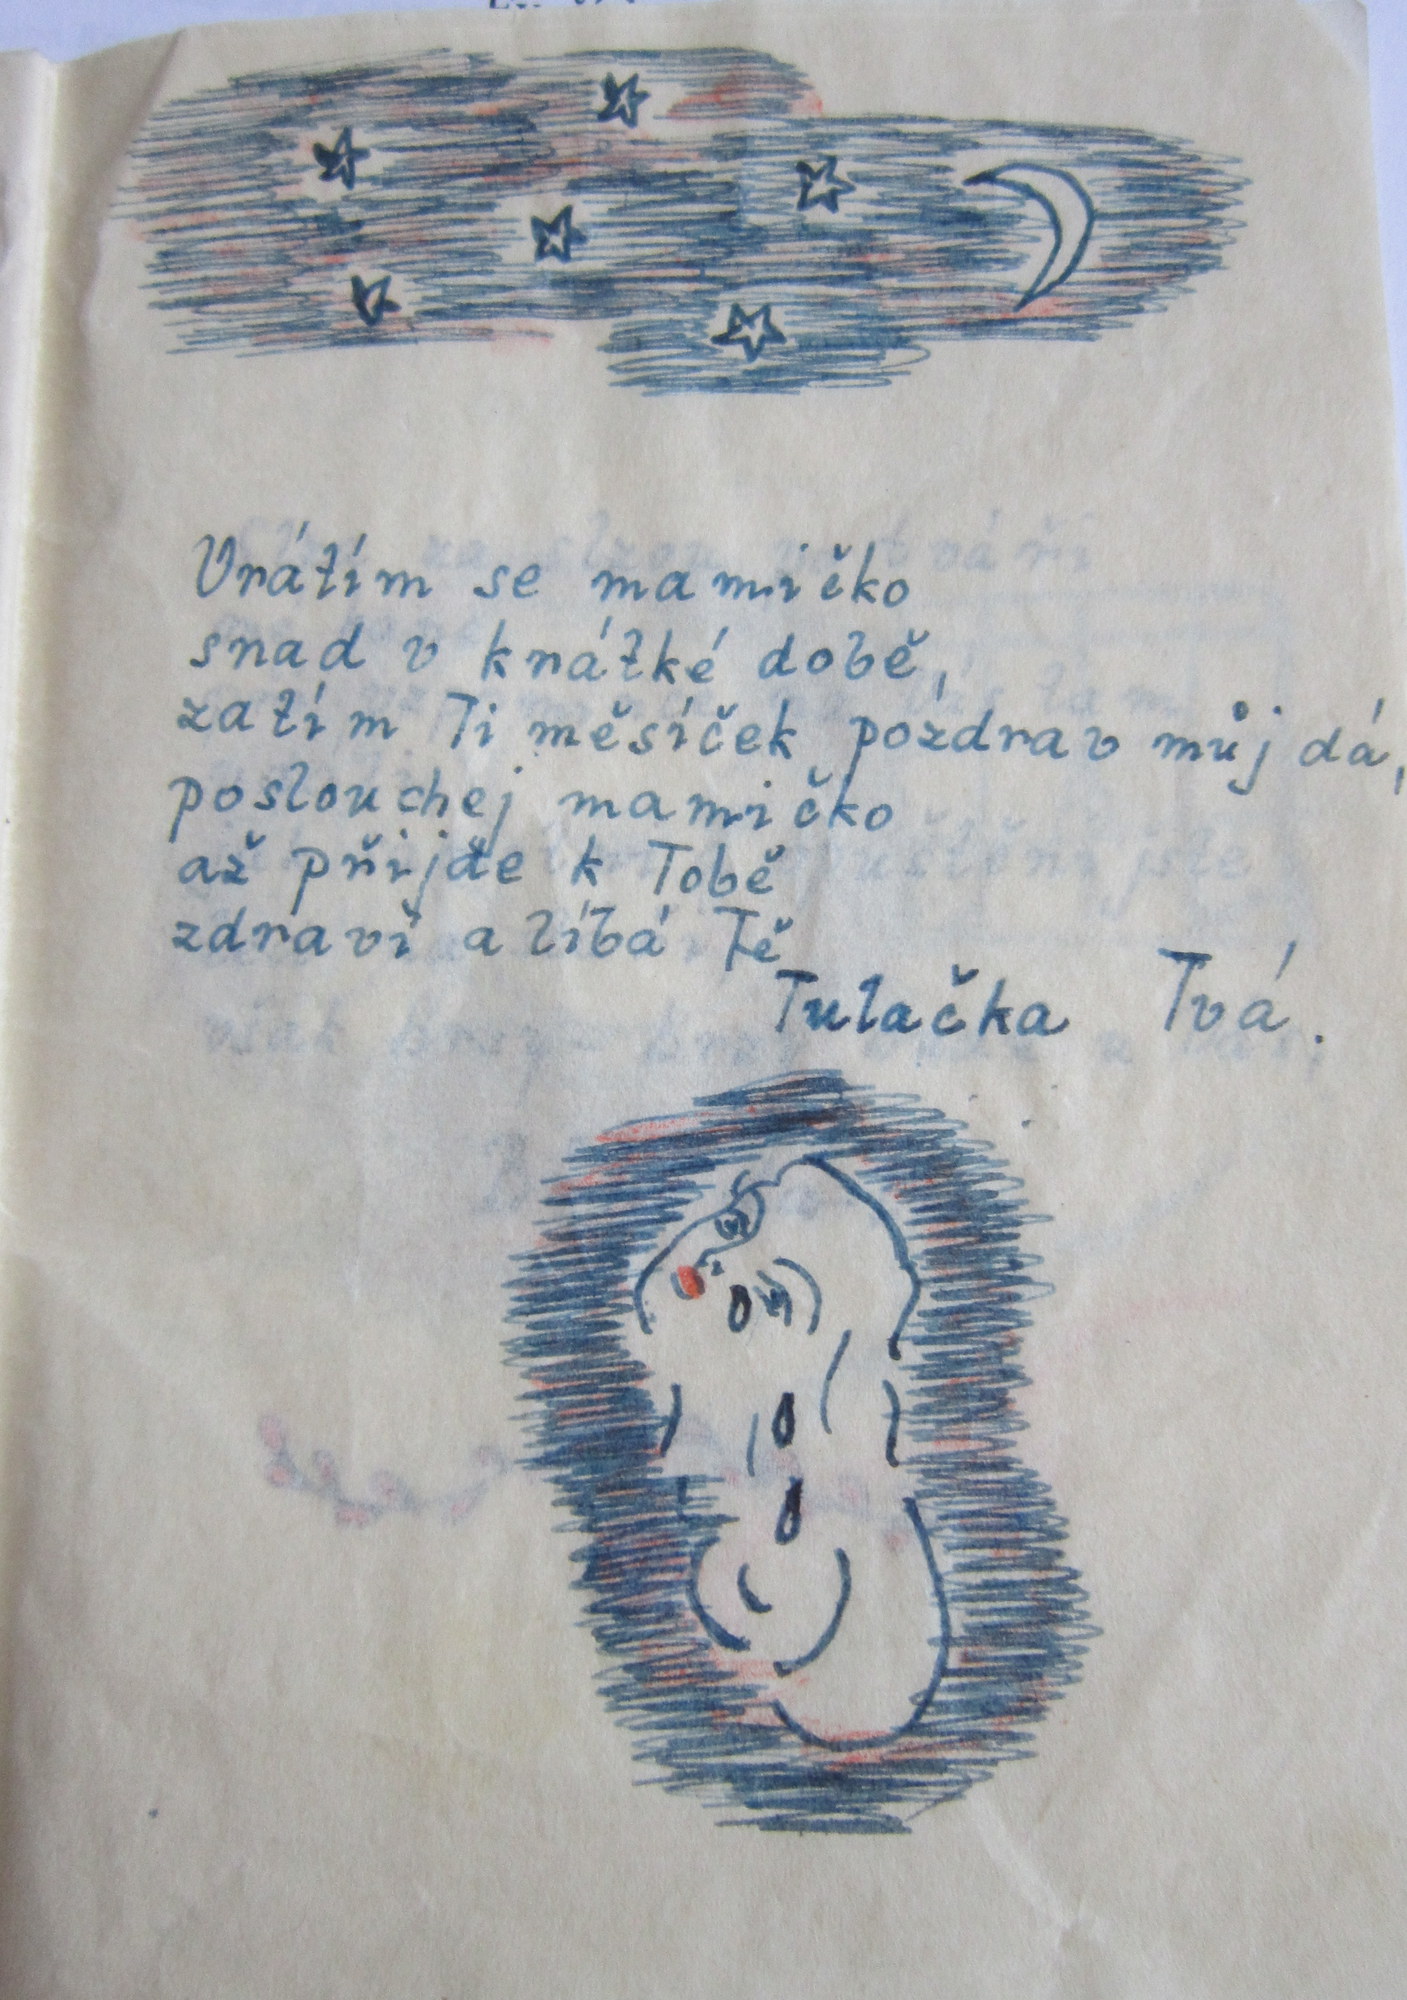 Vrátím se mamičko
snad v krátké době,
zatím Ti měsíček pozdrav můj dá,
poslouchej mamičko
až přijde k Tobě
zdraví a líbá Tě
Tulačka Tvá.